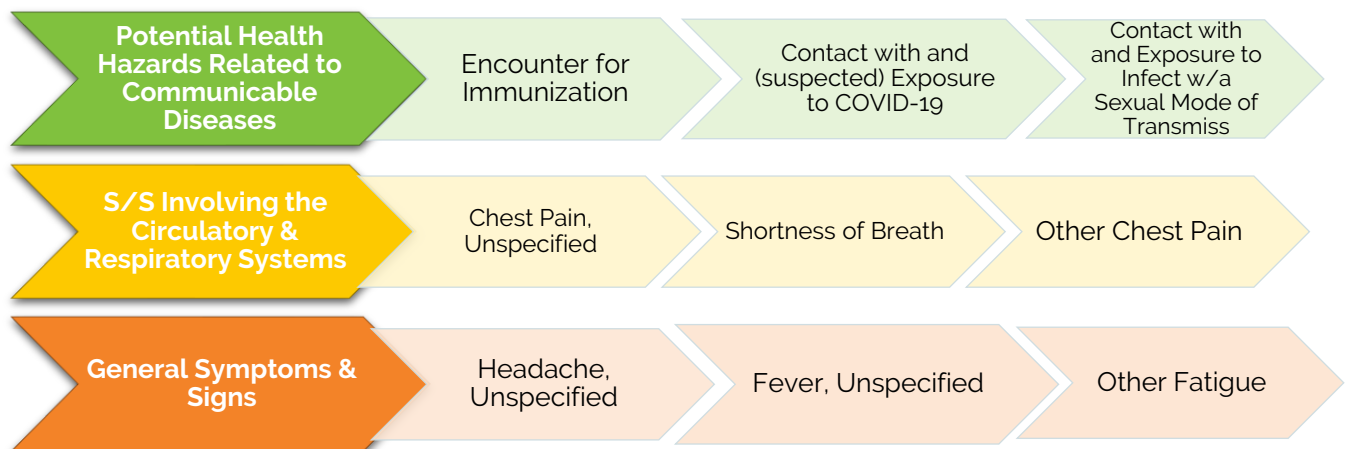 Potential Health
Hazards Related to
Communicable
Diseases
Encounter for
Immunization
Contact with and
(suspected) Exposure
to COVID-19
Contact with
and Exposure to
Infect w/a
Sexual Mode of
Transmiss
S/S Involving the
Circulatory &
Respiratory Systems
Chest Pain,
Unspecified
Shortness of Breath
Other Chest Pain
General Symptoms &
Signs
Headache,
Unspecified
Fever, Unspecified
Other Fatigue